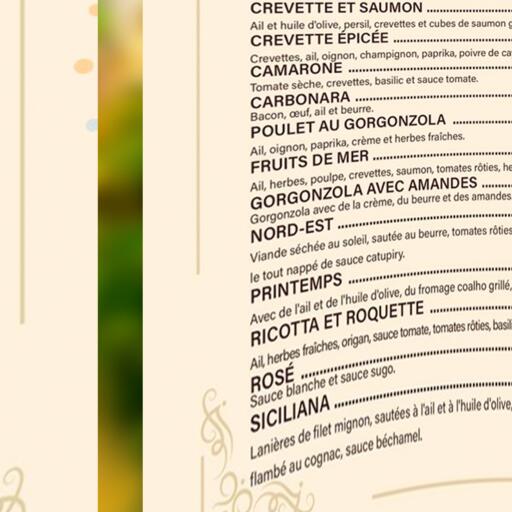 CREVETTE ET SAUMON
Ail et huile d'olive, persil, crevettes et cubes de saumon
CREVETTE ÉPICÉE
Crevettes, ail, oignon, champignon, paprika, poivre de
CAMARONE
Tomate sèche, crevettes, basilic et sauce tomate.
CARBONARA
Bacon, œuf, ail et beurre.
POULET AU GORGONZOLA
Ail, oignon, paprika, crème et herbes fraîches.
FRUITS DE MER
Ail, herbes, poulpe, crevettes, saumon, tomates rôties,
GORGONZOLA AVEC AMANDES
Gorgonzola avec de la crème, du beurre et des amandes
NORD-EST
Viande séchée au soleil, sautée au beurre, tomates rôties
le tout nappé de sauce catupiry.
PRINTEMPS
Avec de l'ail et de l'huile d'olive, du fromage coalho grillé,
RICOTTA ET ROQUETTE
Ail, herbes fraîches, origan, sauce tomate, tomates rôties,
ROSÉ
Sauce blanche et sauce sugo.
SICILIANA
Lanières de filet mignon, sautées à l'ail et à l'huile d'olive,
flambé au cognac, sauce béchamel.